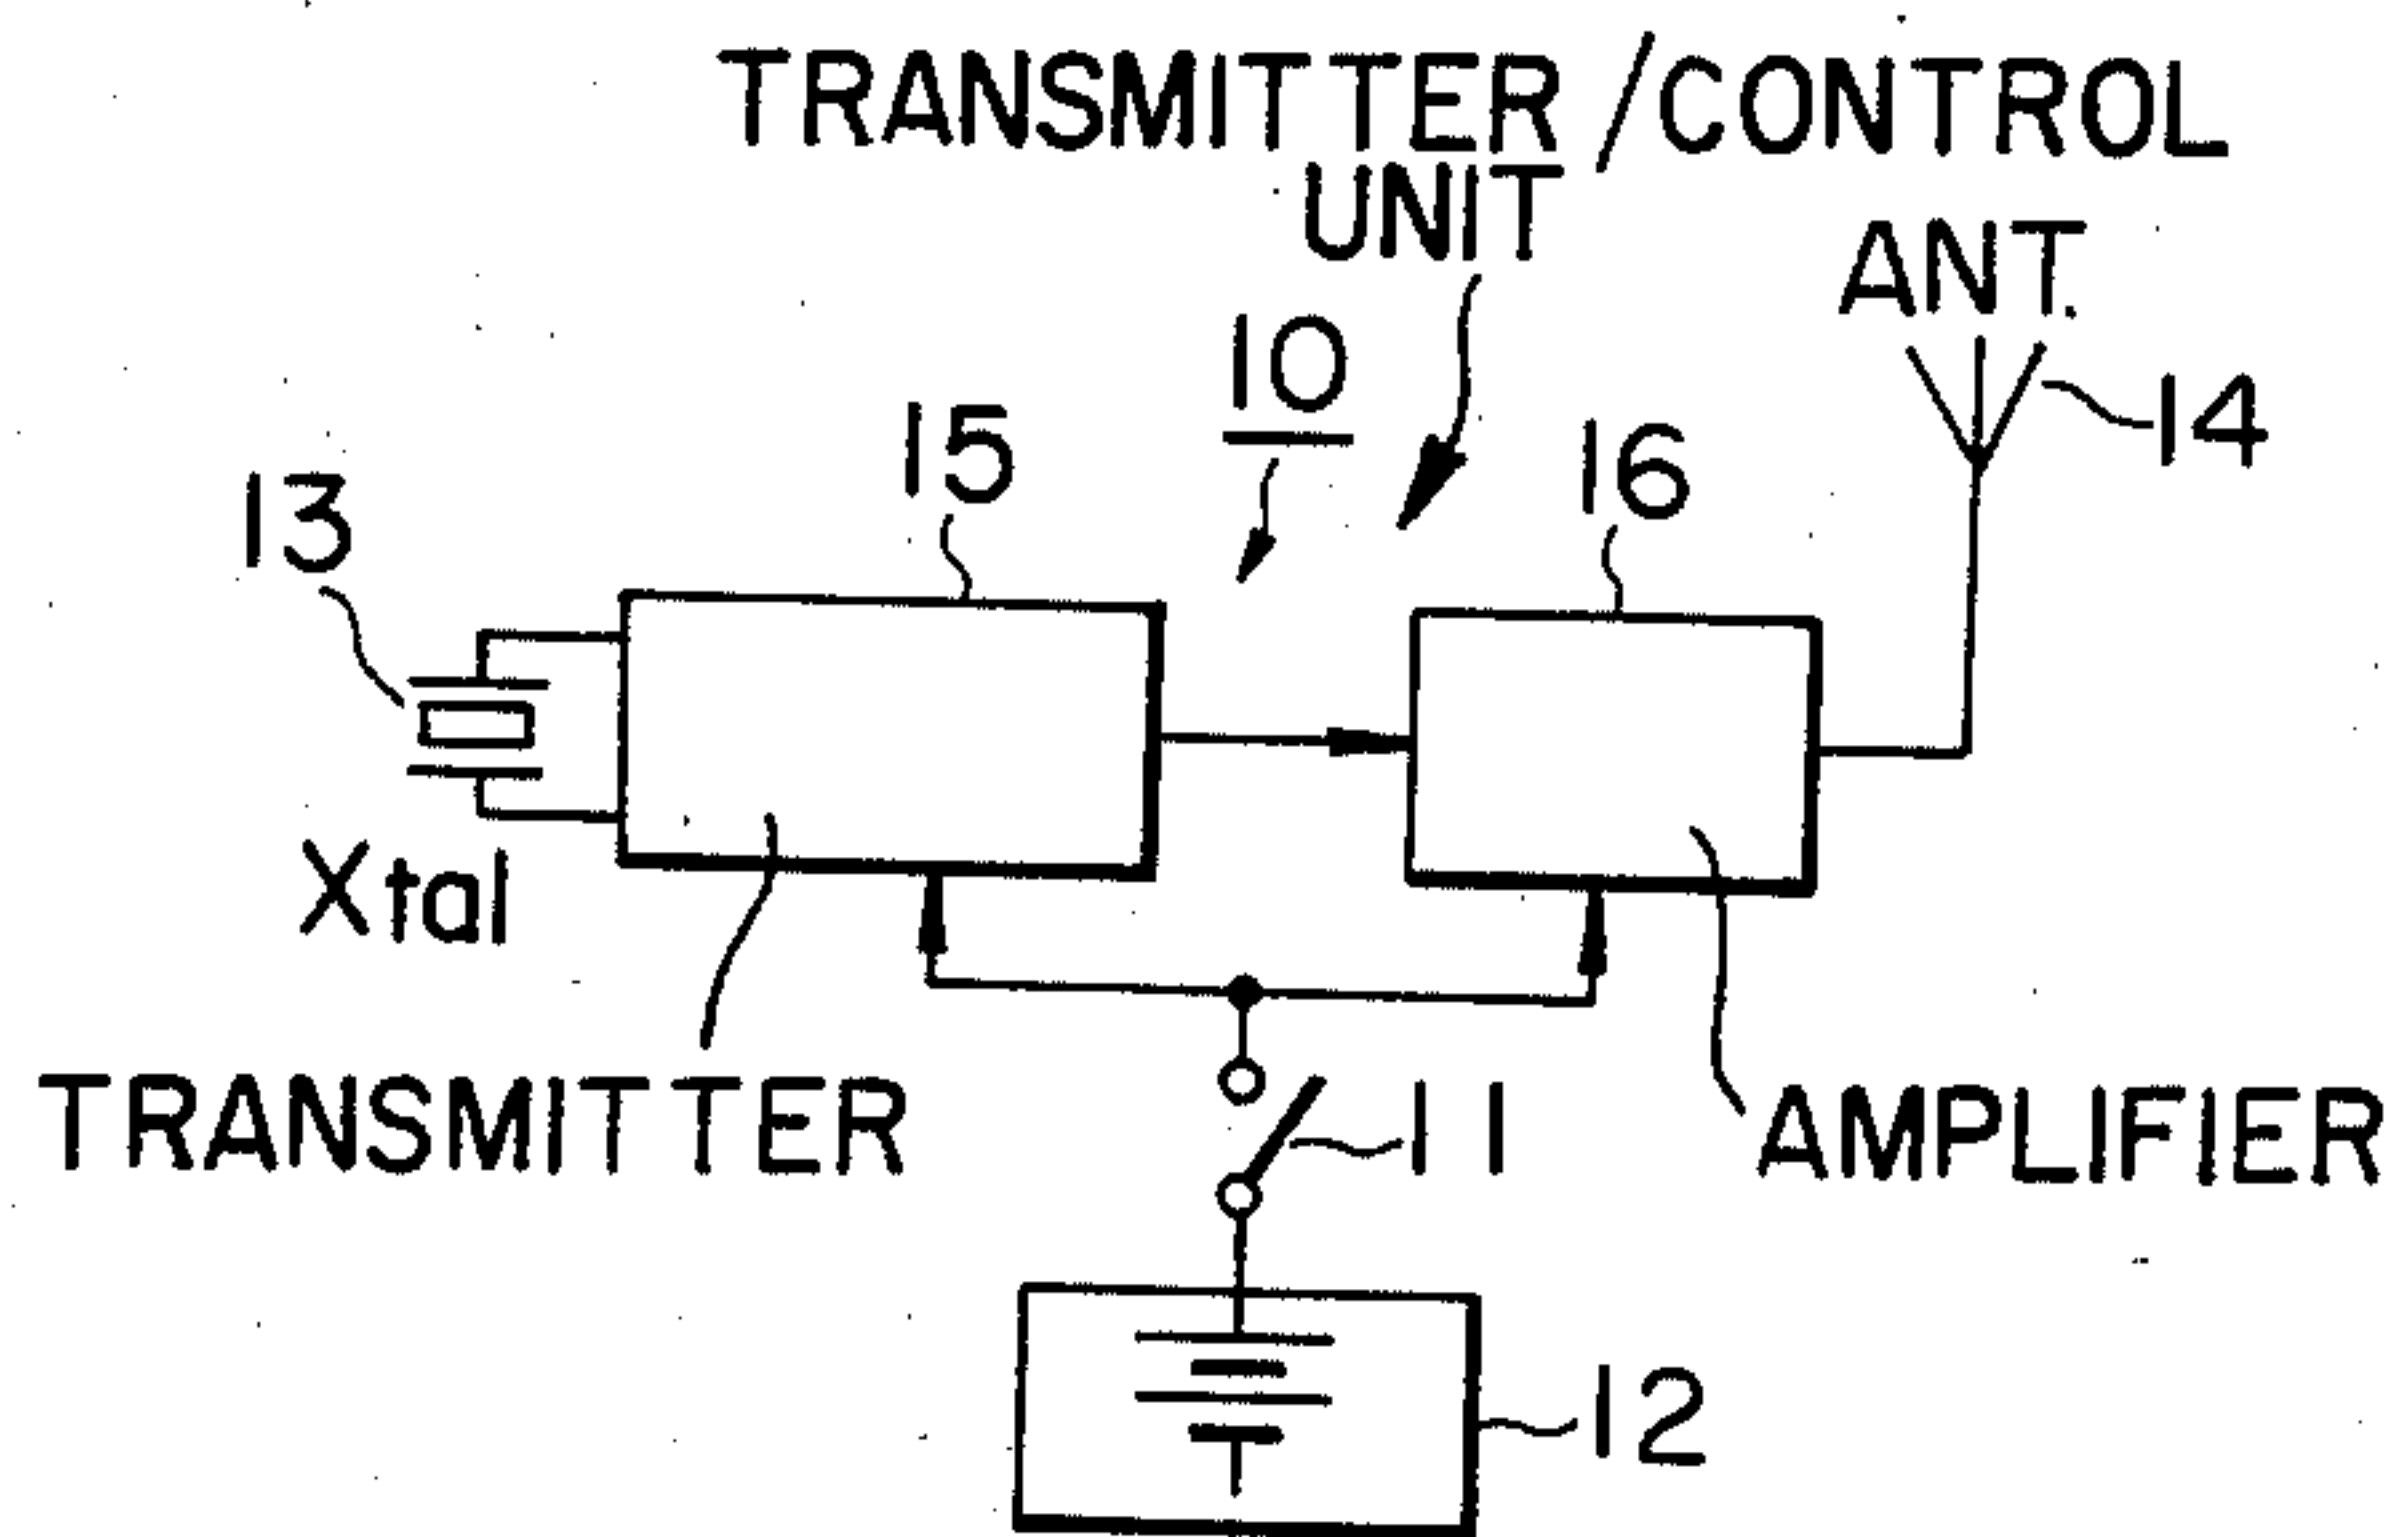 TRANSMITTER/CONTROL
UNIT
ANT.
10
14
15
16
13
Xtal
TRANSMITTER
11
AMPLIFIER
12